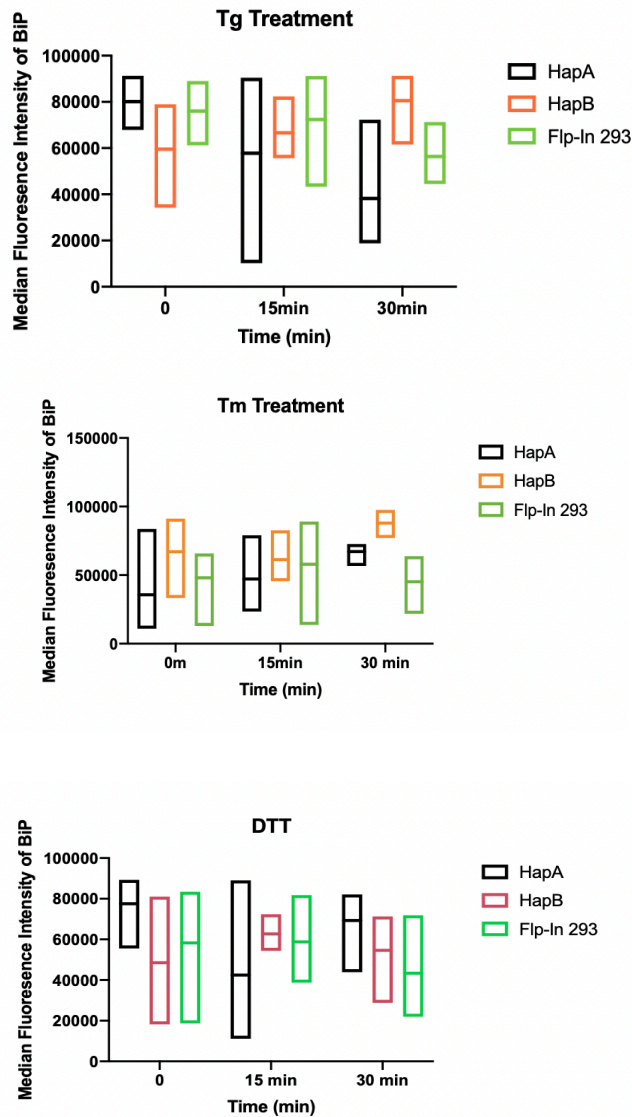 Tg Treatment
Median Fluoresence Intensity of BiP
100000
80000
60000
40000
20000
0
0
15min
30min
Time (min)
HapA
HapB
Flp-In 293
Tm Treatment
Median Fluoresence Intensity of BiP
150000
100000
50000
0
0m
15min
30 min
Time (min)
HapA
HapB
Flp-In 293
DTT
Median Fluoresence Intensity of BiP
100000
80000
60000
40000
20000
0
0
15 min
30 min
Time (min)
HapA
HapB
Flp-In 293